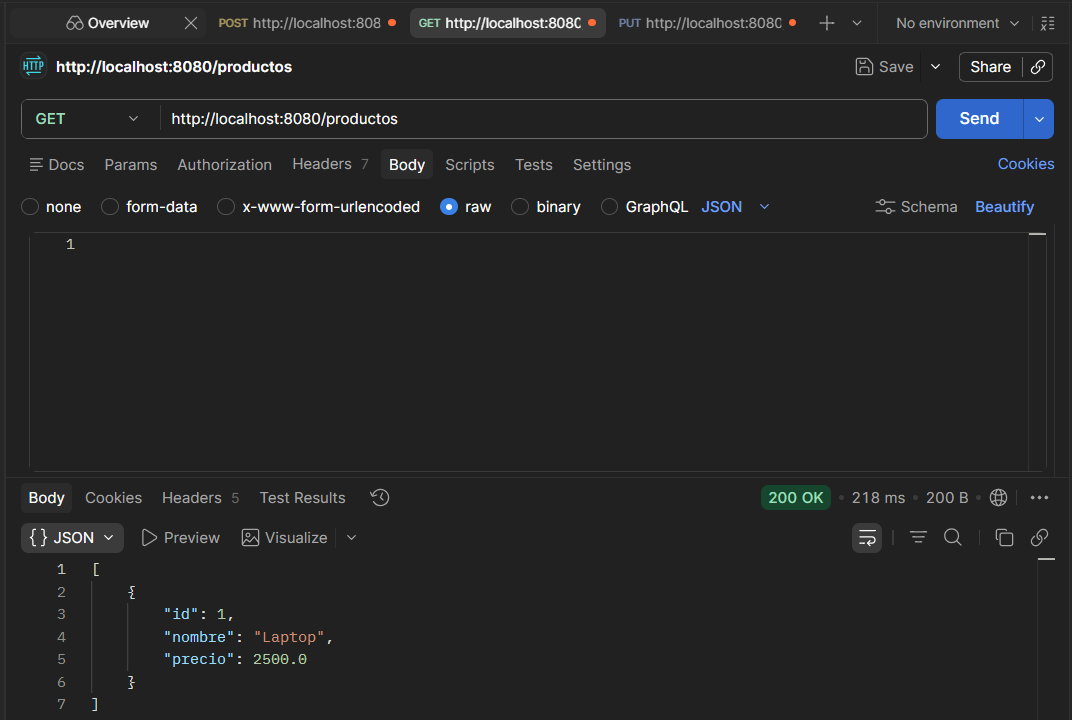 Overview POST http://localhost:808 GET http://localhost:8080 PUT http://localhost:8080 No environment
HTTP http://localhost:8080/productos Save Share
GET http://localhost:8080/productos Send
Docs Params Authorization Headers 7 Body Scripts Tests Settings Cookies
none form-data x-www-form-urlencoded raw binary GraphQL JSON Schema Beautify
1
Body Cookies Headers 5 Test Results 200 OK • 218 ms • 200 B •
{} JSON Preview Visualize
1 [
2 {
3 "id": 1,
4 "nombre": "Laptop",
5 "precio": 2500.0
6 }
7 ]